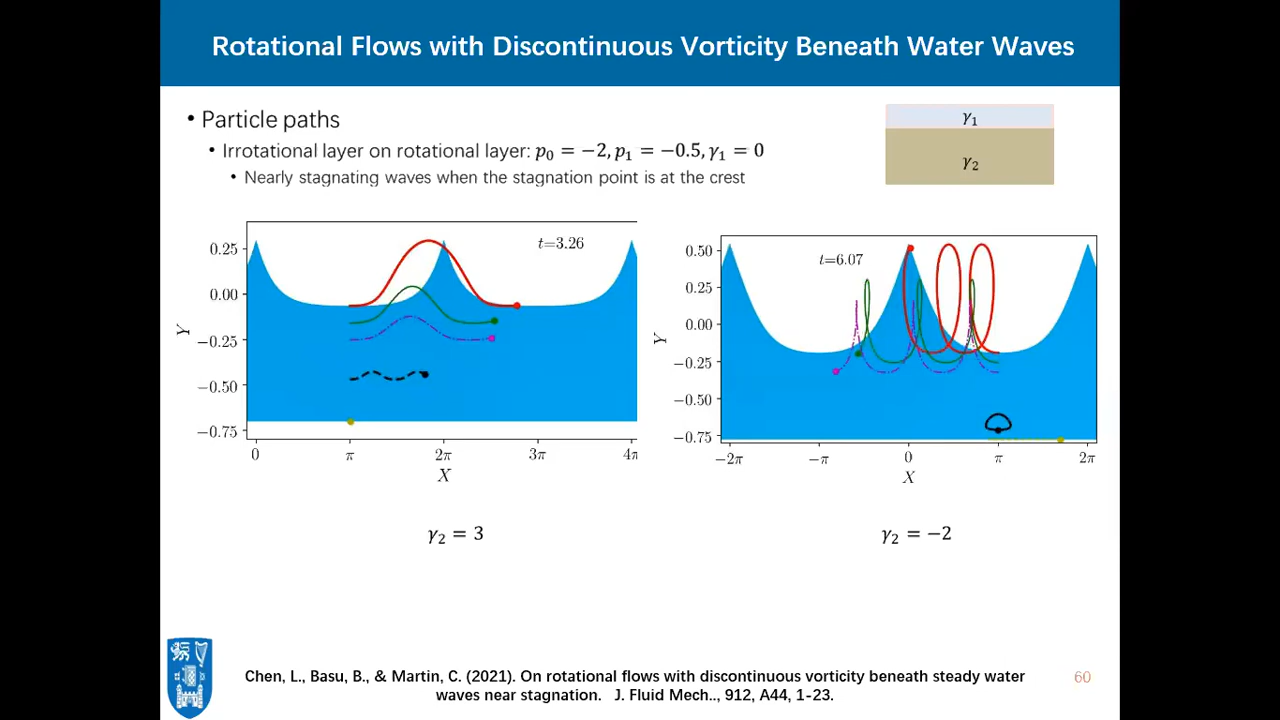 Rotational Flows with Discontinuous Vorticity Beneath Water Waves
• Particle paths
• Irrotational layer on rotational layer: p₀ = −2, p₁ = −0.5, γ₁ = 0
• Nearly stagnating waves when the stagnation point is at the crest
γ₁
γ₂
t=3.26
0.25
0.00
−0.25
−0.50
−0.75
Y
0 π 2π 3π 4π
X
t=6.07
0.50
0.25
0.00
−0.25
−0.50
−0.75
Y
−2π −π 0 π 2π
X
γ₂ = 3
γ₂ = −2
Chen, L., Basu, B., & Martin, C. (2021). On rotational flows with discontinuous vorticity beneath steady water
waves near stagnation. J. Fluid Mech.., 912, A44, 1-23.
60